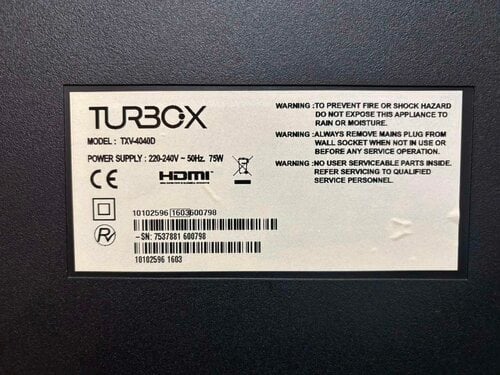 TURBOX
MODEL : TXV-4040D
POWER SUPPLY : 220-240V ~ 50Hz. 75W
CE
HDMI
10102596 1603600798
-SN: 7537881 600798
10102596 1603
WARNING :TO PREVENT FIRE OR SHOCK HAZARD
DO NOT EXPOSE THIS APPLIANCE TO
RAIN OR MOISTURE.
WARNING :ALWAYS REMOVE MAINS PLUG FROM
WALL SOCKET WHEN NOT IN USE OR
BEFORE ANY SERVICE OPERATION.
WARNING :NO USER SERVICEABLE PARTS INSIDE.
REFER SERVICING TO QUALIFIED
SERVICE PERSONNEL.